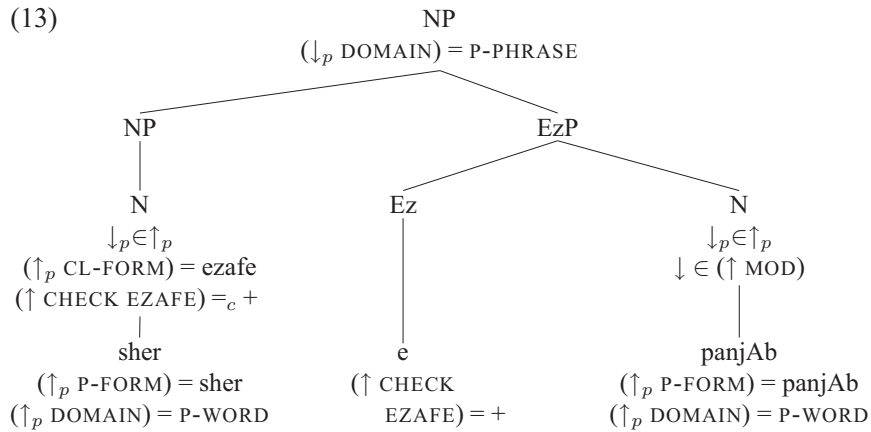 (13) NP
(↓p DOMAIN) = P-PHRASE
NP EzP
N Ez N
↓p∈↑p ↓p∈↑p
(↑p CL-FORM) = ezafe ↓ ∈ (↑ MOD)
(↑ CHECK EZAFE) =c +
sher e panjAb
(↑p P-FORM) = sher (↑ CHECK (↑p P-FORM) = panjAb
(↑p DOMAIN) = P-WORD EZAFE) = + (↑p DOMAIN) = P-WORD